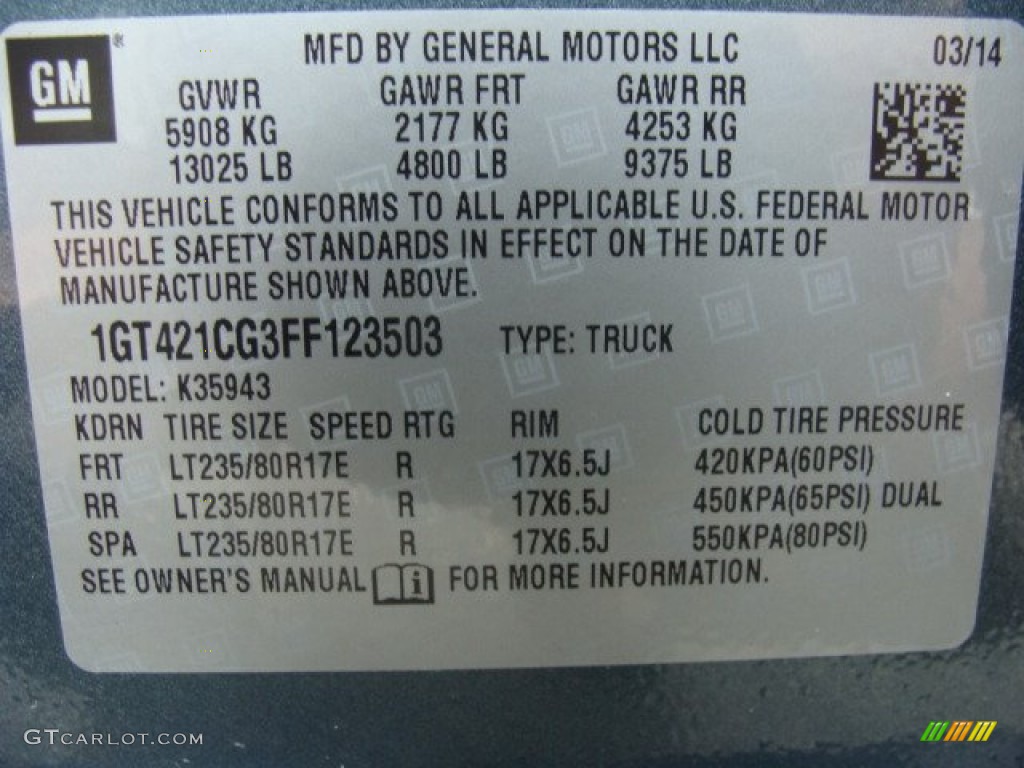 GM® MFD BY GENERAL MOTORS LLC 03/14
GVWR GAWR FRT GAWR RR
5908 KG 2177 KG 4253 KG
13025 LB 4800 LB 9375 LB
THIS VEHICLE CONFORMS TO ALL APPLICABLE U.S. FEDERAL MOTOR
VEHICLE SAFETY STANDARDS IN EFFECT ON THE DATE OF
MANUFACTURE SHOWN ABOVE.
1GT421CG3FF123503 TYPE: TRUCK
MODEL: K35943
KDRN TIRE SIZE SPEED RTG RIM COLD TIRE PRESSURE
FRT LT235/80R17E R 17X6.5J 420KPA(60PSI)
RR LT235/80R17E R 17X6.5J 450KPA(65PSI) DUAL
SPA LT235/80R17E R 17X6.5J 550KPA(80PSI)
SEE OWNER'S MANUAL i FOR MORE INFORMATION.
GTCARLOT.COM